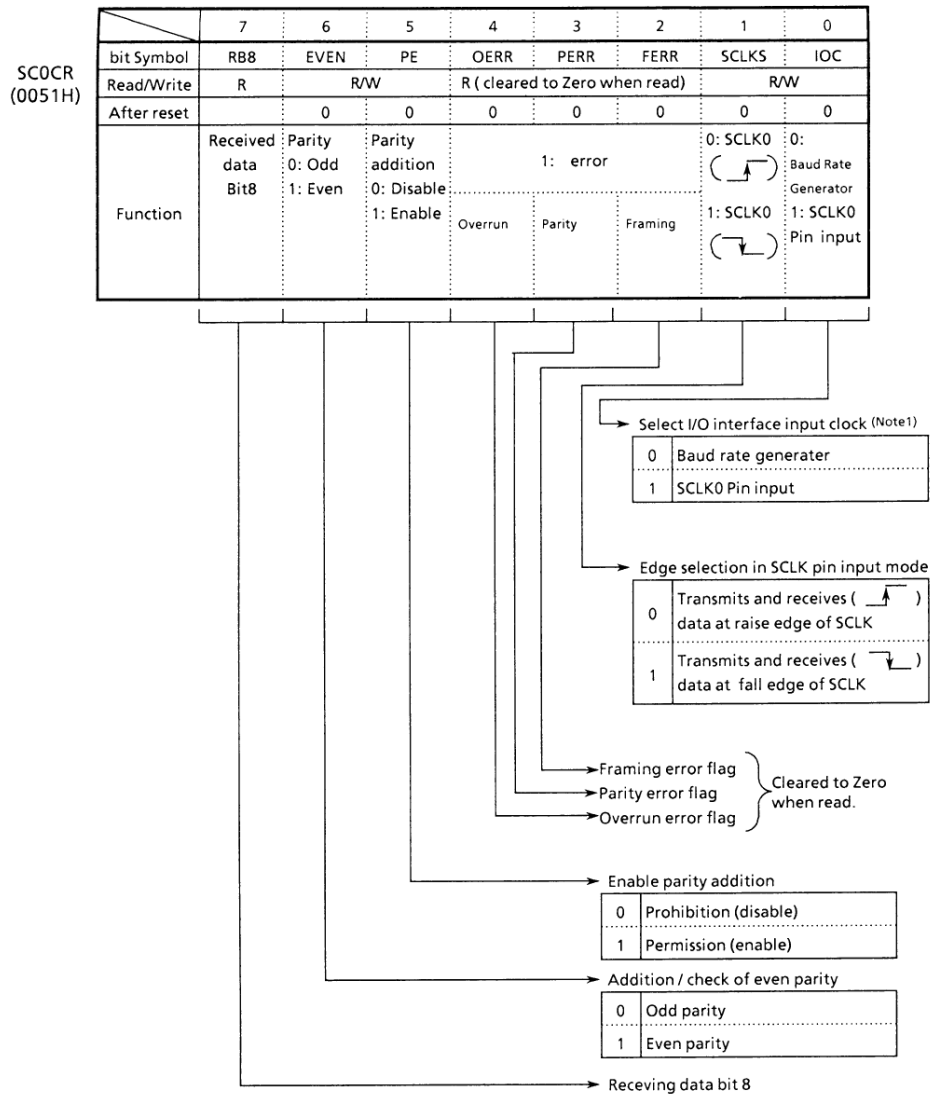 7 6 5 4 3 2 1 0
bit Symbol RB8 EVEN PE OERR PERR FERR SCLKS IOC
SC0CR
(0051H)
Read/Write R R/W R ( cleared to Zero when read) R/W
After reset 0 0 0 0 0 0 0
Function
Received
data
Bit8
Parity
0: Odd
1: Even
Parity
addition
0: Disable
1: Enable
1: error
Overrun Parity Framing
0: SCLK0
( )
1: SCLK0
( )
0:
Baud Rate
Generator
1: SCLK0
Pin input
Select I/O interface input clock (Note1)
0 Baud rate generater
1 SCLK0 Pin input
Edge selection in SCLK pin input mode
0 Transmits and receives ( )
data at raise edge of SCLK
1 Transmits and receives ( )
data at fall edge of SCLK
Framing error flag
Parity error flag
Overrun error flag
Cleared to Zero
when read.
Enable parity addition
0 Prohibition (disable)
1 Permission (enable)
Addition / check of even parity
0 Odd parity
1 Even parity
Receving data bit 8